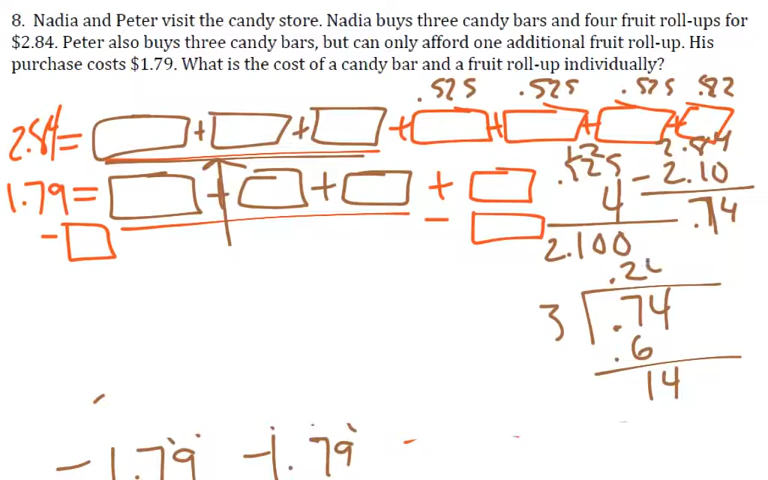 8. Nadia and Peter visit the candy store. Nadia buys three candy bars and four fruit roll-ups for
$2.84. Peter also buys three candy bars, but can only afford one additional fruit roll-up. His
purchase costs $1.79. What is the cost of a candy bar and a fruit roll-up individually?
.525 .525 .525
2.84= + + + + + +
1.79= + + +
- -
4
2.100
- 2.10
.74
.2
3 .74
.6
14
- 1.79 - 1.79